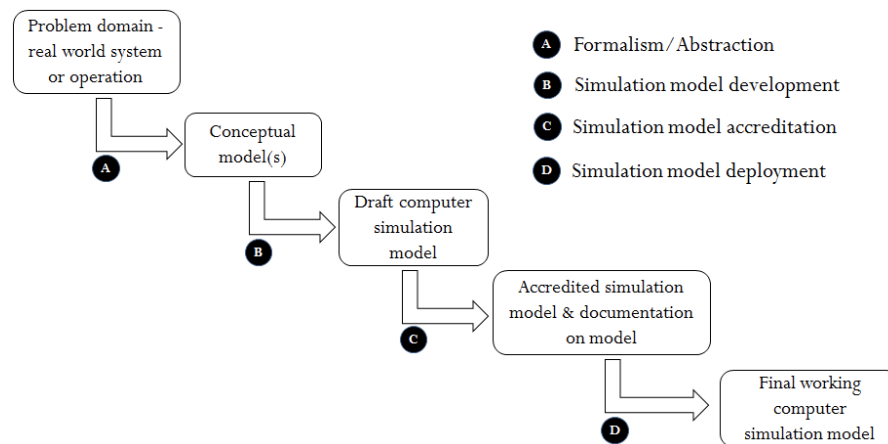 Problem domain -
real world system
or operation
A
Conceptual
model(s)
B
Draft computer
simulation
model
C
Accredited simulation
model & documentation
on model
D
Final working
computer
simulation model
A Formalism/Abstraction
B Simulation model development
C Simulation model accreditation
D Simulation model deployment